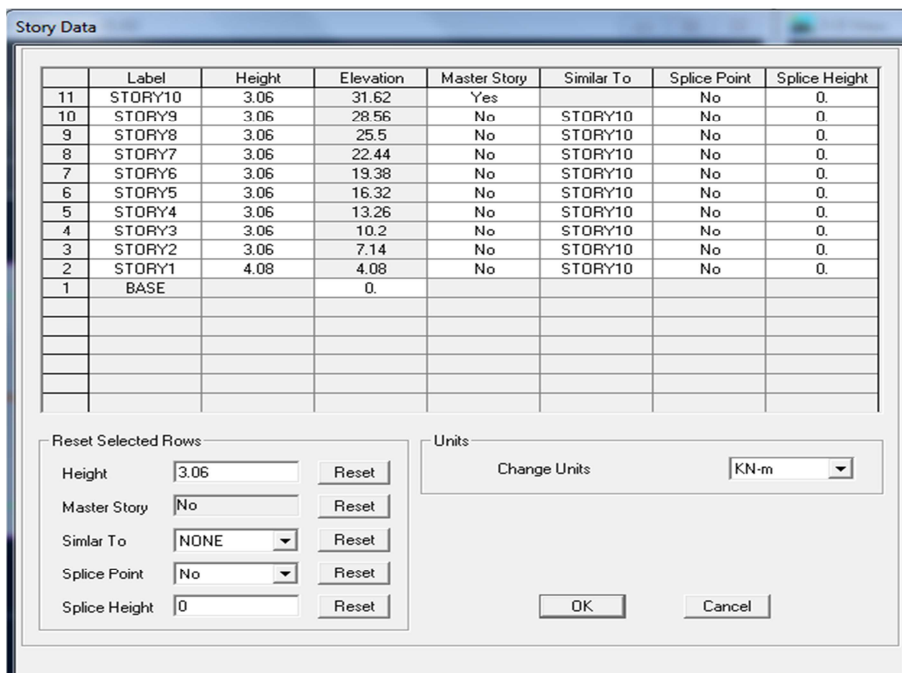 Story Data
Label Height Elevation Master Story Similar To Splice Point Splice Height
11 STORY10 3.06 31.62 Yes No 0.
10 STORY9 3.06 28.56 No STORY10 No 0.
9 STORY8 3.06 25.5 No STORY10 No 0.
8 STORY7 3.06 22.44 No STORY10 No 0.
7 STORY6 3.06 19.38 No STORY10 No 0.
6 STORY5 3.06 16.32 No STORY10 No 0.
5 STORY4 3.06 13.26 No STORY10 No 0.
4 STORY3 3.06 10.2 No STORY10 No 0.
3 STORY2 3.06 7.14 No STORY10 No 0.
2 STORY1 4.08 4.08 No STORY10 No 0.
1 BASE 0.
Reset Selected Rows
Height 3.06 Reset
Master Story No Reset
Simlar To NONE Reset
Splice Point No Reset
Splice Height 0 Reset
Units
Change Units KN-m
OK Cancel